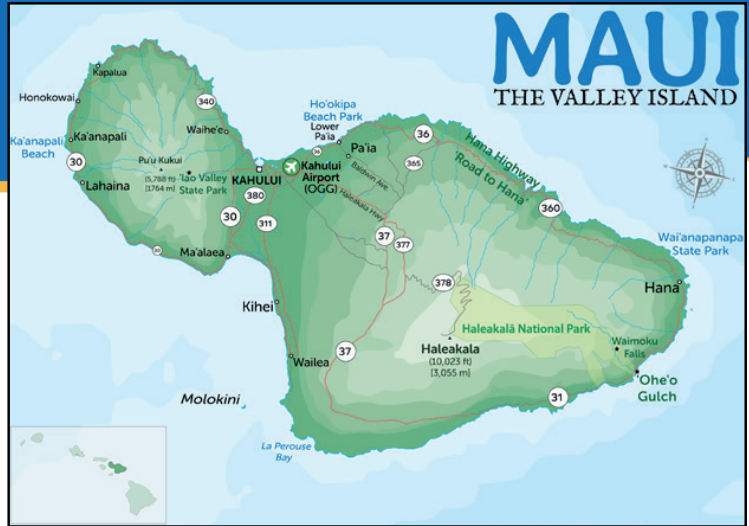 MAUI
THE VALLEY ISLAND
Kapalua
Honokowai
340
Ho'okipa
Beach Park
Lower
Pa'ia
Waihe'e
36
36
Hana Highway
'Road to Hana'
Ka'anapali
Beach
Ka'anapali
Pa'ia
365
Pu'u Kukui
(5,788 ft)
[1764 m]
30
'Iao Valley
State Park
KAHULUI
Kahului
Airport
(OGG)
Baldwin Ave.
Haleakala Hwy
Lahaina
380
360
30
311
37
377
Wai'anapanapa
State Park
Ma'alaea
30
378
Hana
Kihei
Haleakalā National Park
37
Haleakala
(10,023 ft)
[3,055 m]
Waimoku
Falls
Wailea
'Ohe'o
Gulch
31
Molokini
La Perouse
Bay